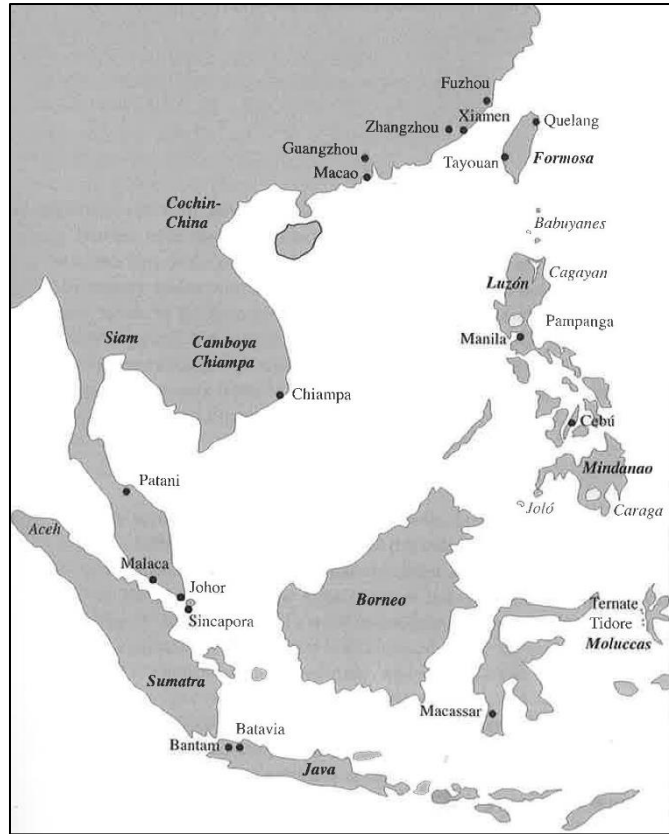 Fuzhou
Xiamen
Zhangzhou
Quelang
Guangzhou
Tayouan
Formosa
Macao
Cochin-
China
Babuyanes
Cagayan
Luzón
Pampanga
Manila
Siam
Camboya
Chiampa
Chiampa
Cebú
Mindanao
Patani
Joló
Caraga
Aceh
Malaca
Johor
Sincapora
Borneo
Ternate
Tidore
Moluccas
Sumatra
Macassar
Batavia
Bantam
Java